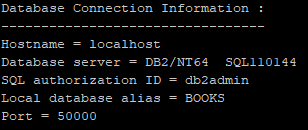 Database Connection Information :
---------------------------------
Hostname = localhost
Database server = DB2/NT64  SQL110144
SQL authorization ID = db2admin
Local database alias = BOOKS
Port = 50000